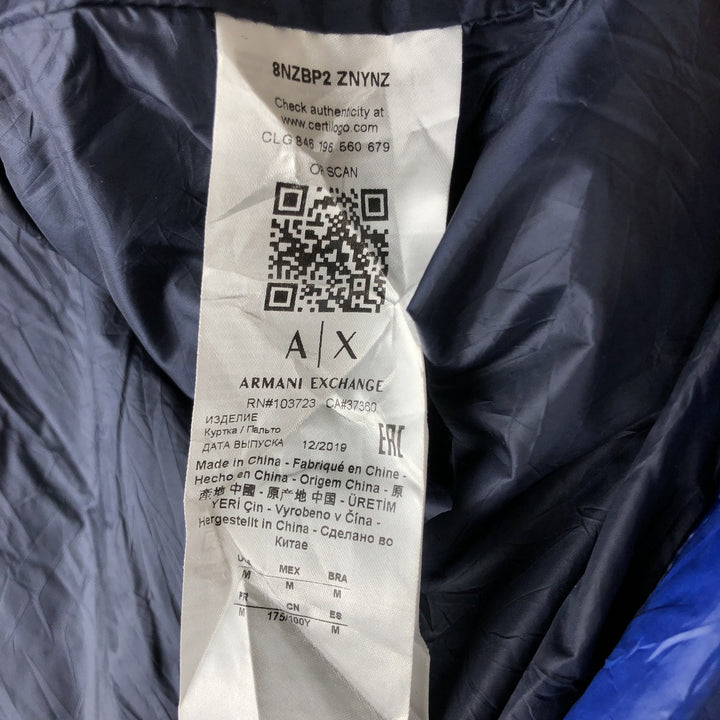 8NZBP2 ZNYNZ
Check authenticity at
www.certilogo.com
CLG 846 196 560 679
OR SCAN
A|X
ARMANI EXCHANGE
RN#103723 CA#37380
ИЗДЕЛИЕ
Куртка / Пальто
ДАТА ВЫПУСКА 12/2019
EAC
Made in China - Fabriqué en Chine -
Hecho en China - Origem China - 原
產地 中國 - 原产地 中国 - ÜRETİM
YERİ Çin - Vyrobeno v Čína -
Hergestellt in China - Сделано во
Китае
MEX BRA
M M M
FR CN ES
M 175/100Y M